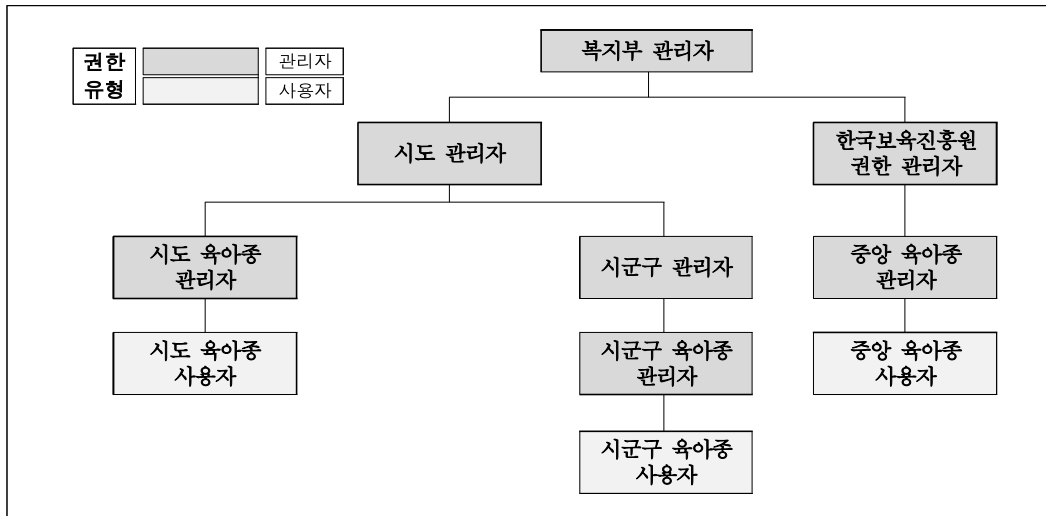 권한
유형
관리자
사용자
복지부 관리자
시도 관리자
한국보육진흥원
권한 관리자
시도 육아종
관리자
시군구 관리자
중앙 육아종
관리자
시도 육아종
사용자
시군구 육아종
관리자
중앙 육아종
사용자
시군구 육아종
사용자